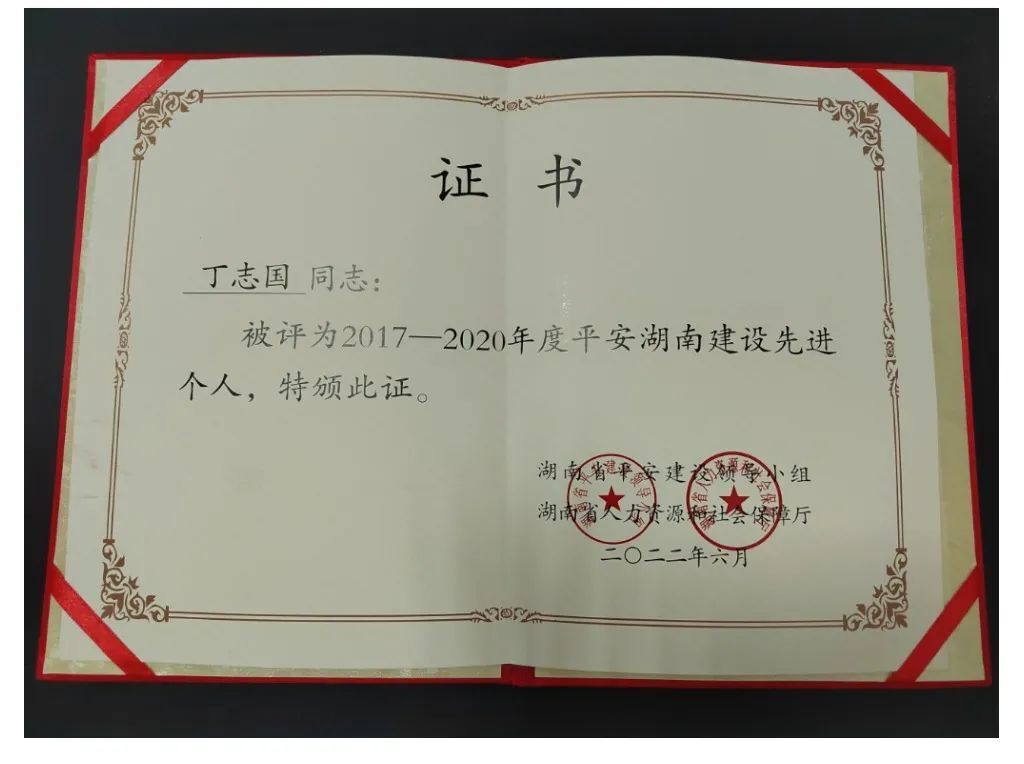 证书
丁志国 同志：
被评为2017—2020年度平安湖南建设先进
个人，特颁此证。
湖南省平安建设领导小组
湖南省人力资源和社会保障厅
二〇二二年六月